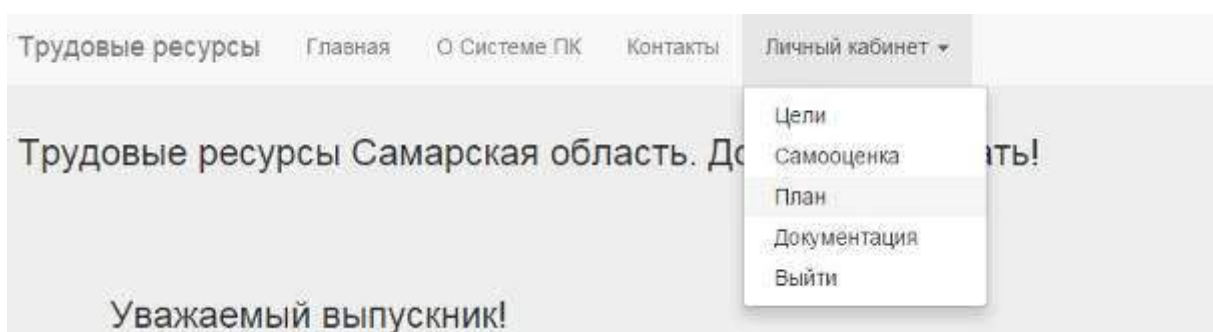 Трудовые ресурсы Главная О Системе ПК Контакты Личный кабинет
Цели
Трудовые ресурсы Самарская область. ать!
Самооценка
План
Документация
Выйти
Уважаемый выпускник!